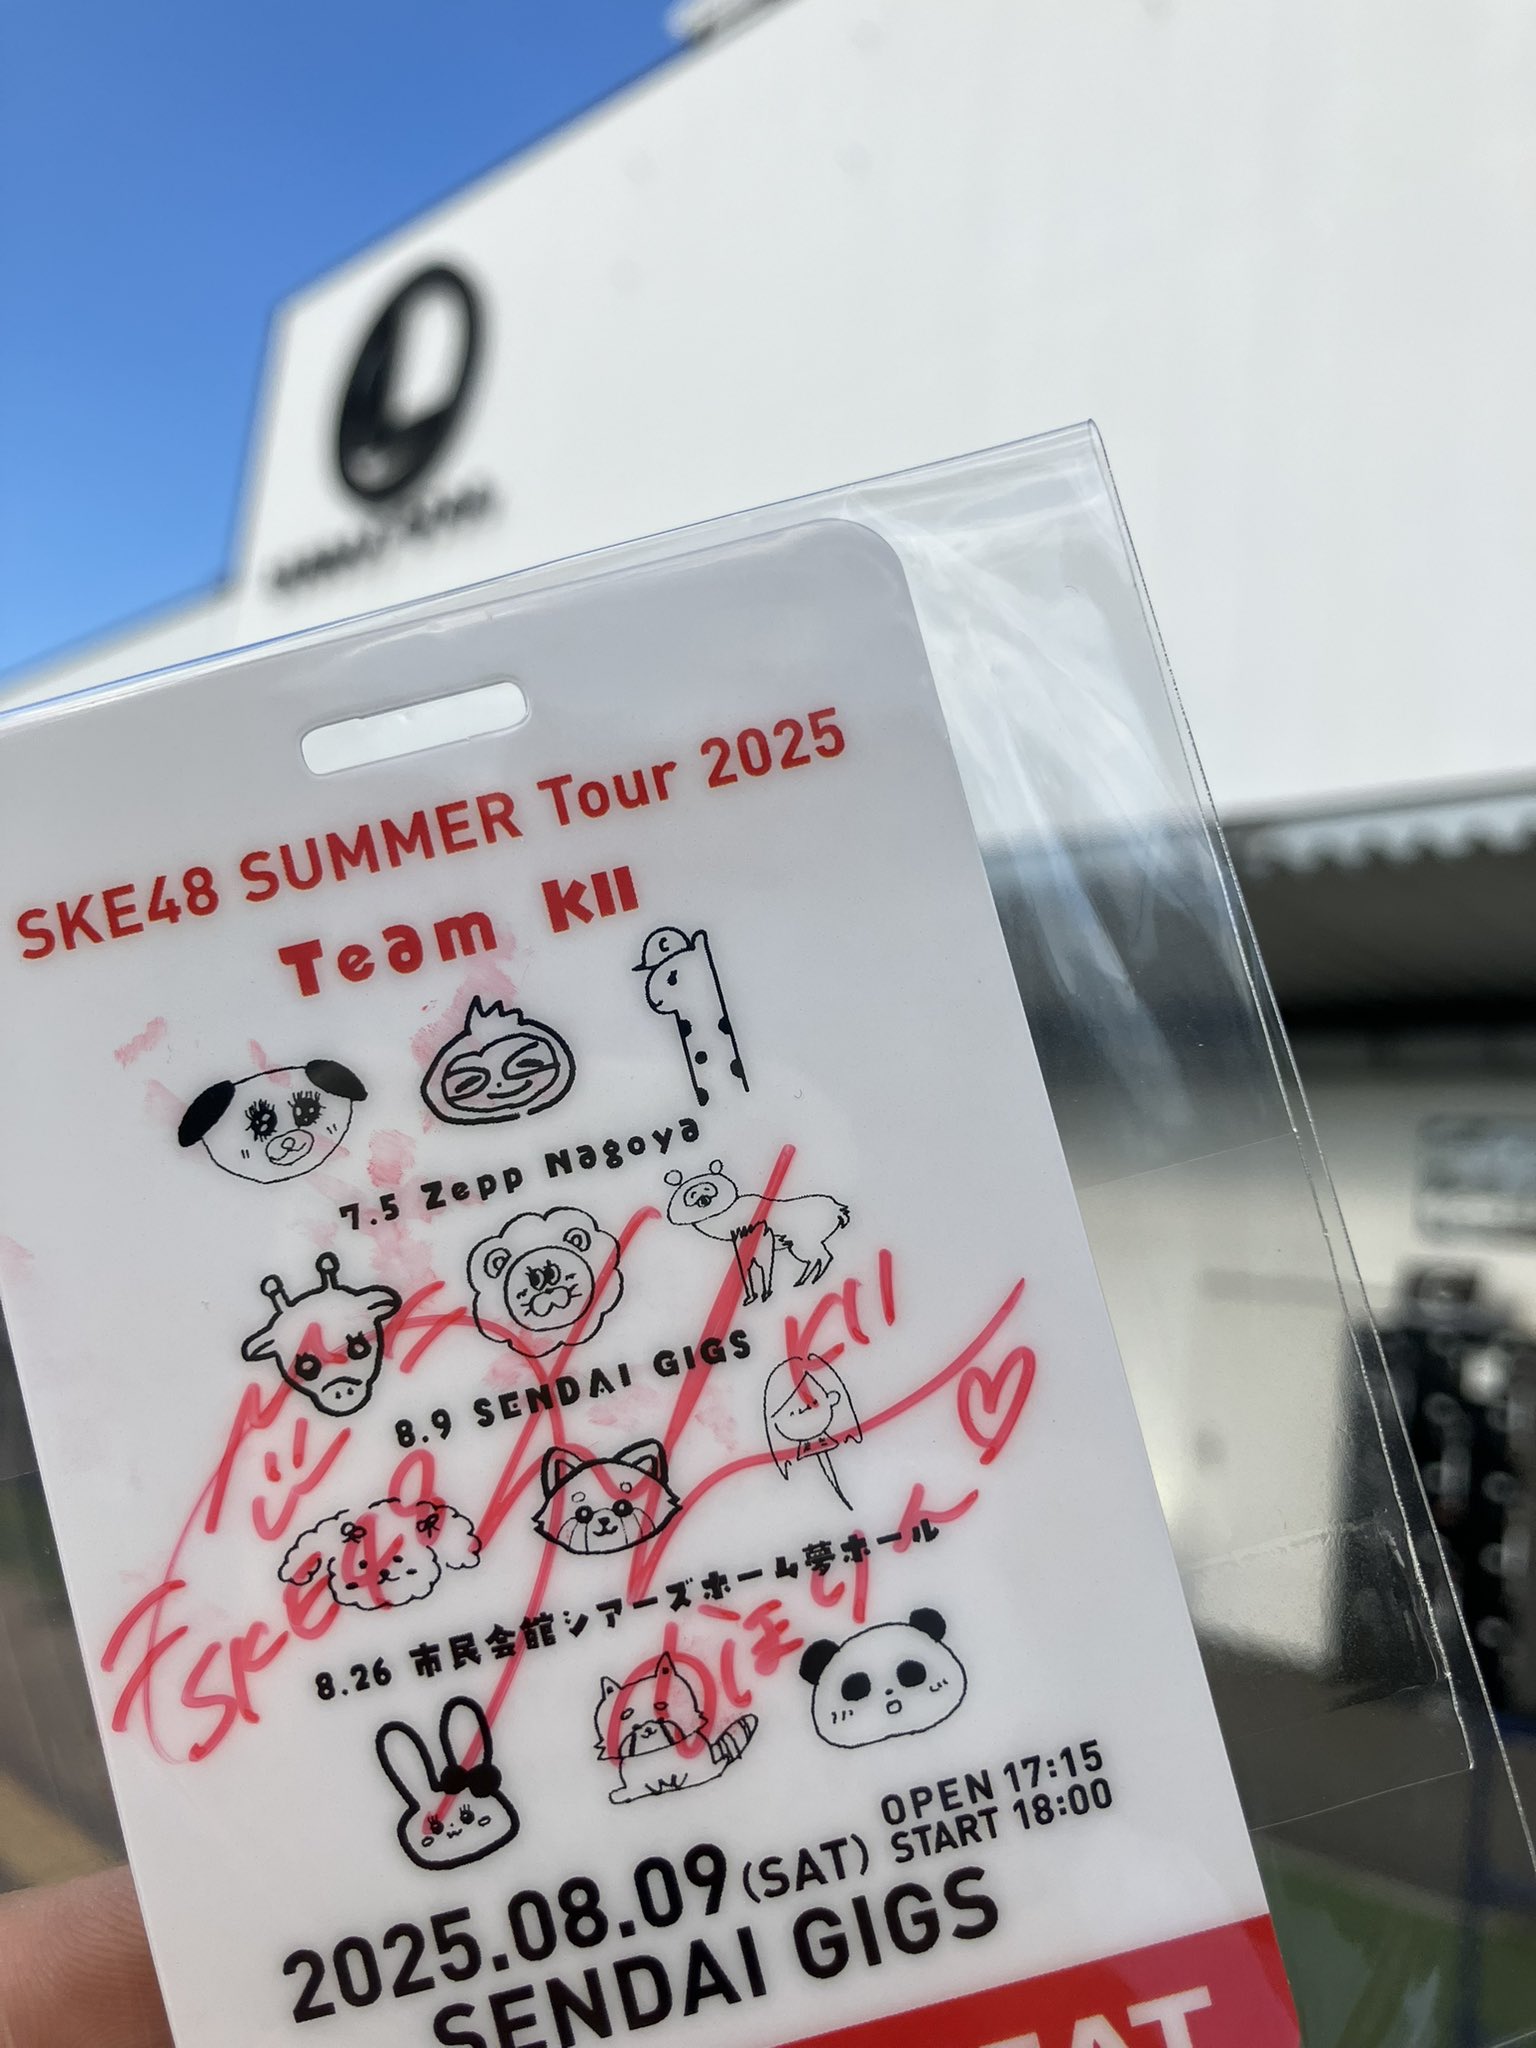 SKE48 SUMMER Tour 2025
Team KII
C
7.5 Zepp Nagoya
8.9 SENDAI GIGS
KII
SKE48
8.26 市民会館シアーズホーム夢ホール
OPEN 17:15
START 18:00
2025.08.09(SAT)
SENDAI GIGS